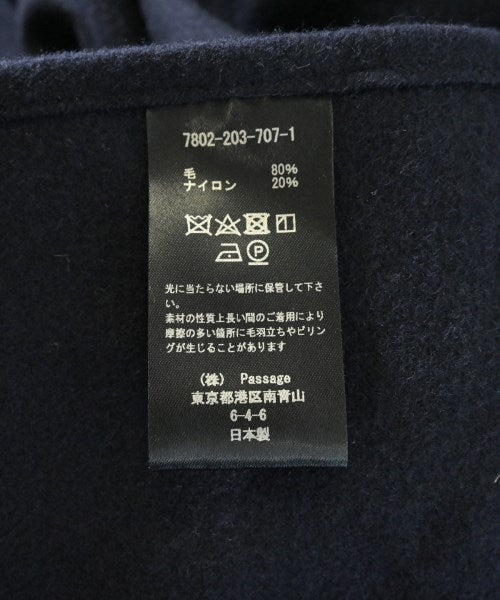 7802-203-707-1
毛 80%
ナイロン 20%
P
光に当たらない場所に保管して下さ
い。
素材の性質上長い間のご着用により
摩擦の多い箇所に毛羽立ちやピリン
グが生じることがあります
(株) Passage
東京都港区南青山
6-4-6
日本製